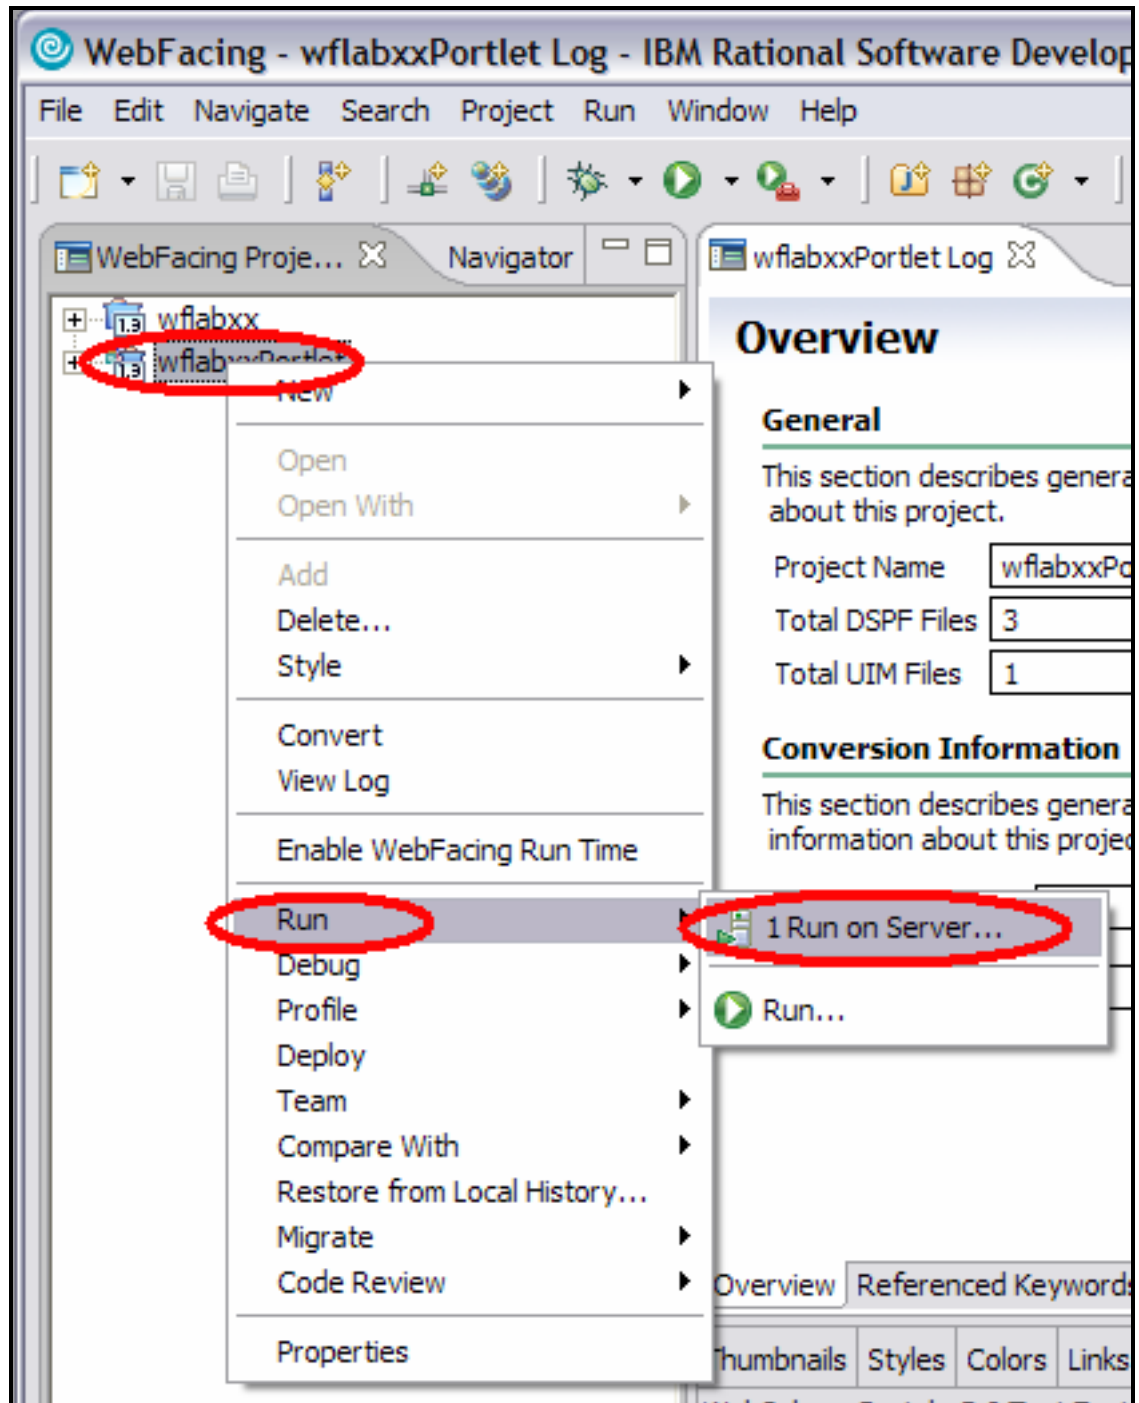 WebFacing - wflabxxPortlet Log - IBM Rational Software Develop
File Edit Navigate Search Project Run Window Help
WebFacing Proje... Navigator
wflabxxPortlet Log
wflabxx
wflabxxPortlet
New
Open
Open With
Add
Delete...
Style
Convert
View Log
Enable WebFacing Run Time
Run
Debug
Profile
Deploy
Team
Compare With
Restore from Local History...
Migrate
Code Review
Properties
1 Run on Server...
Run...
Overview
General
This section describes genera
about this project.
Project Name wflabxxPo
Total DSPF Files 3
Total UIM Files 1
Conversion Information
This section describes genera
information about this projec
Overview Referenced Keywords
Thumbnails Styles Colors Links